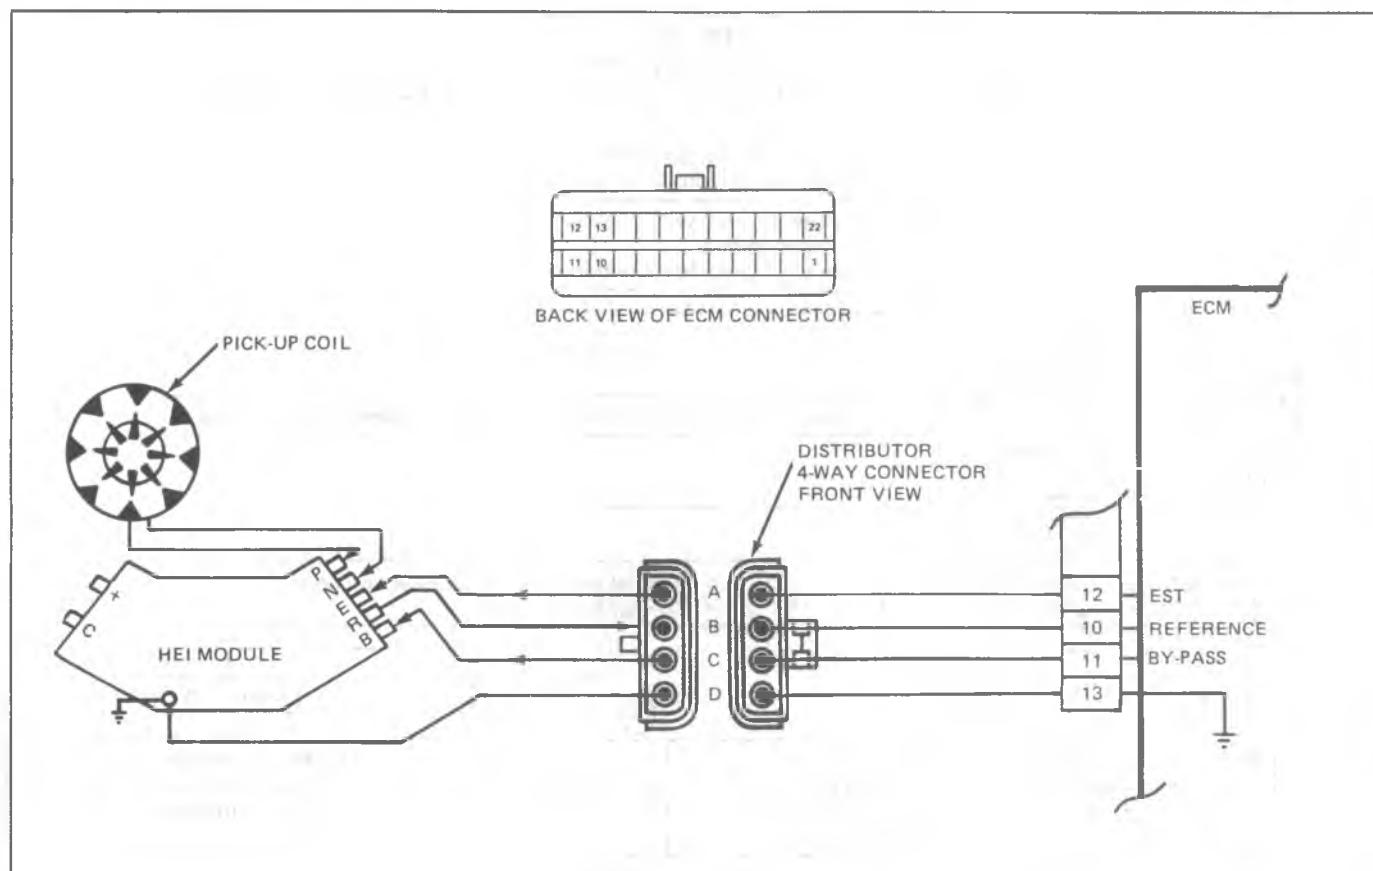 12 13 22
11 10 1
BACK VIEW OF ECM CONNECTOR
ECM
PICK-UP COIL
DISTRIBUTOR
4-WAY CONNECTOR
FRONT VIEW
+
C
P
N
E
R
B
HEI MODULE
A
B
C
D
12 EST
10 REFERENCE
11 BY-PASS
13